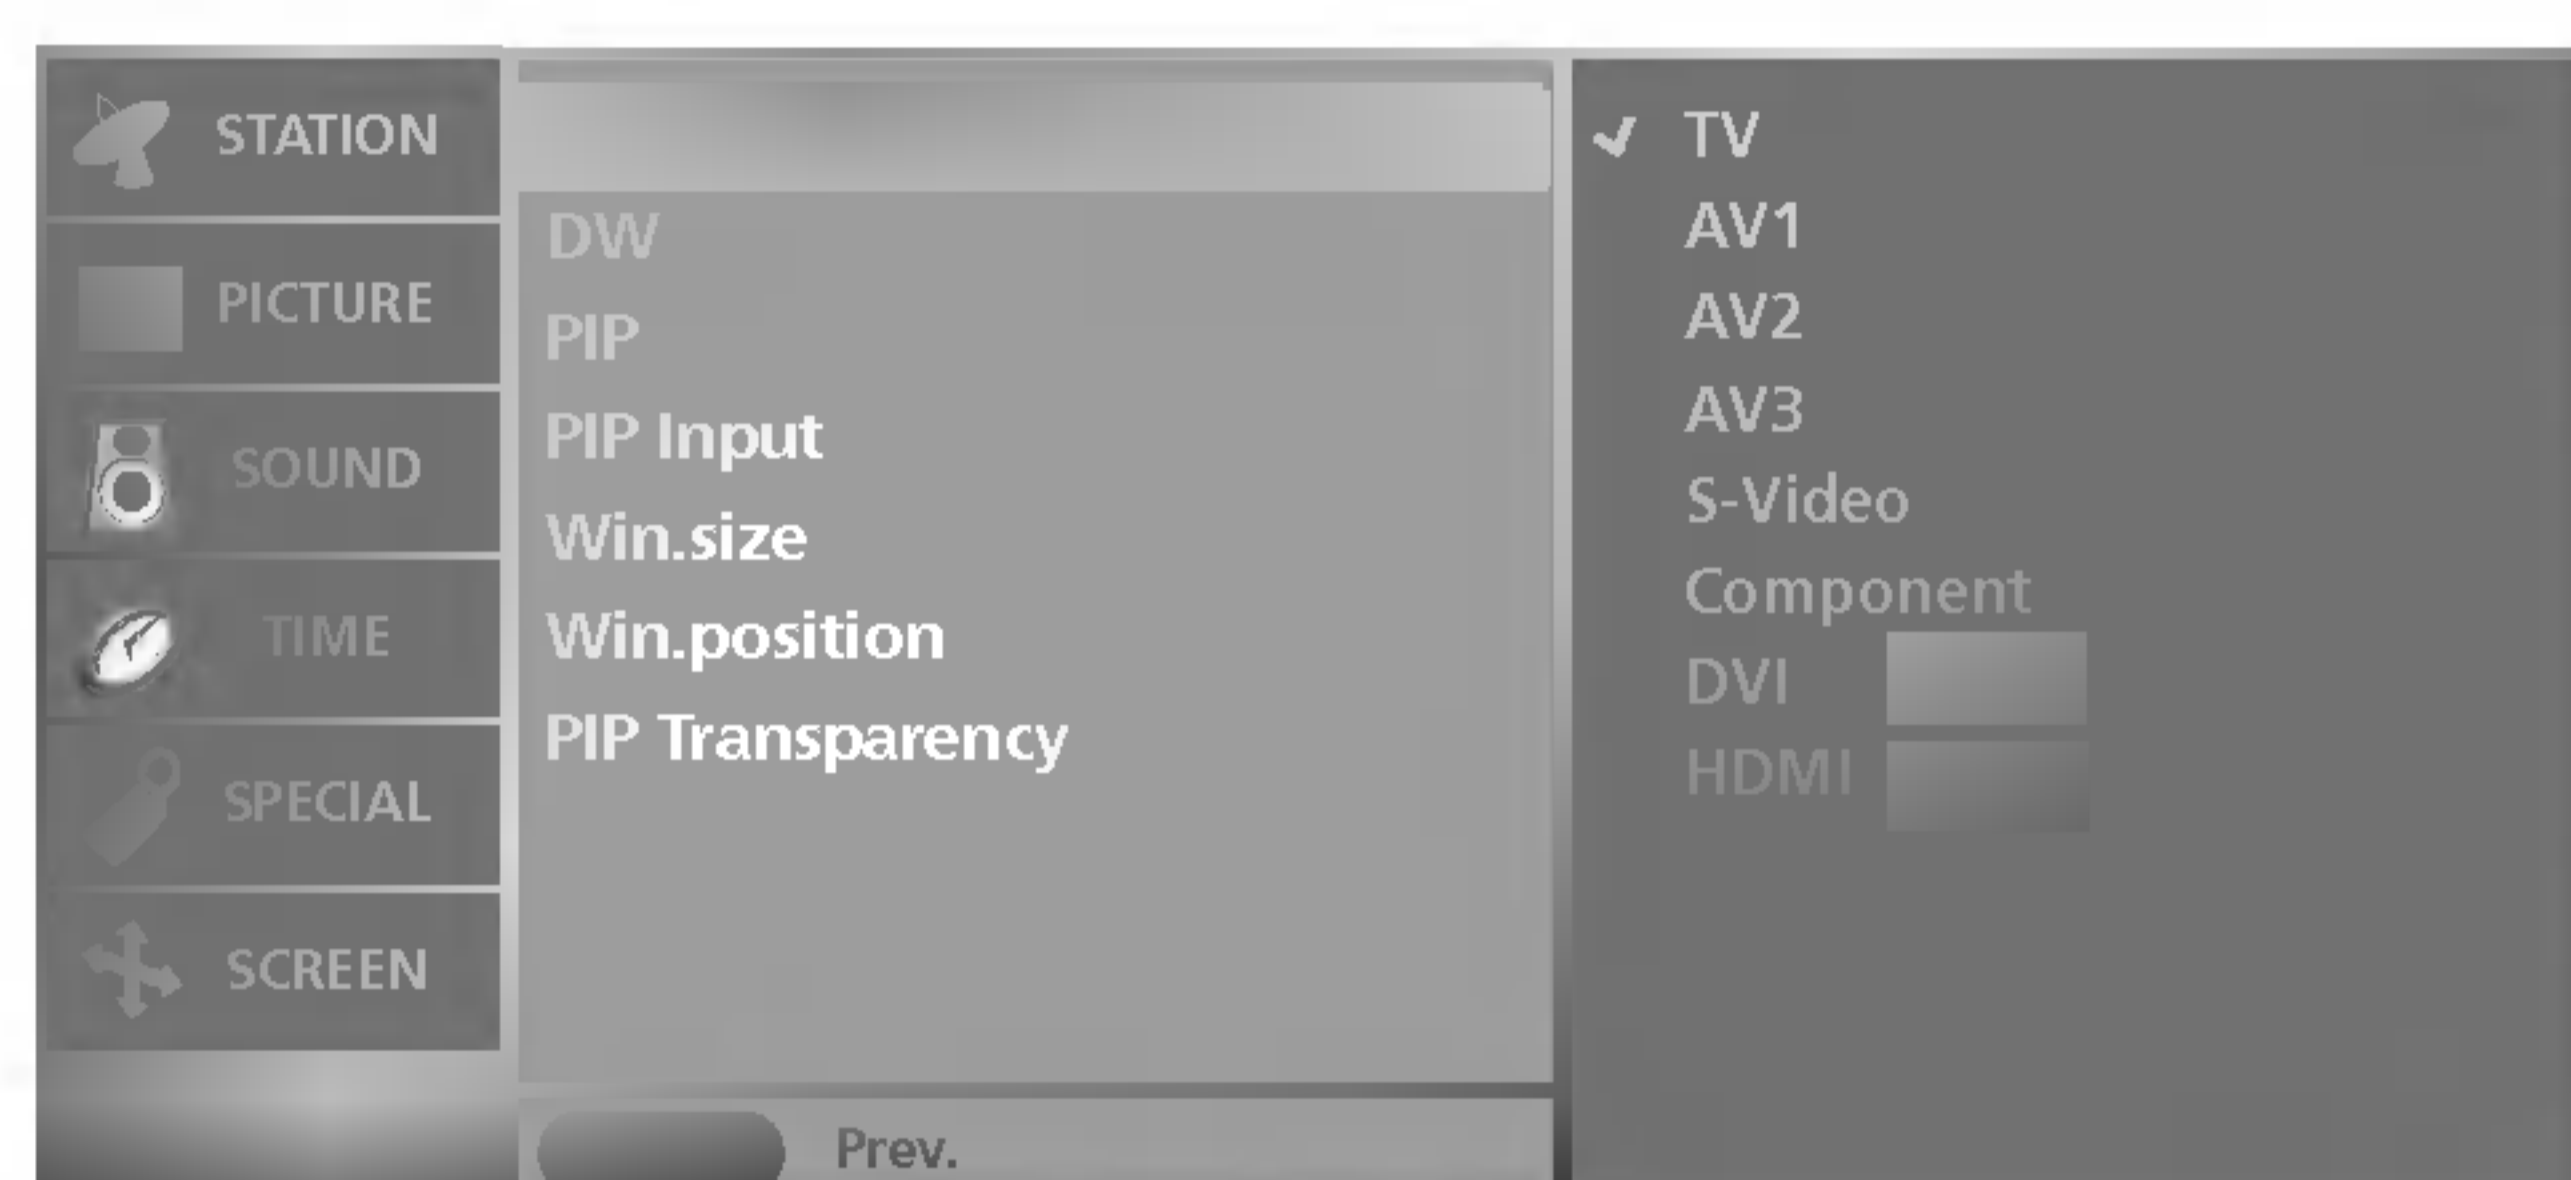 STATION
PICTURE
SOUND
TIME
SPECIAL
SCREEN
DW
PIP
PIP Input
Win.size
Win.position
PIP Transparency
Prev.
TV
AV1
AV2
AV3
S-Video
Component
DVI
HDMI